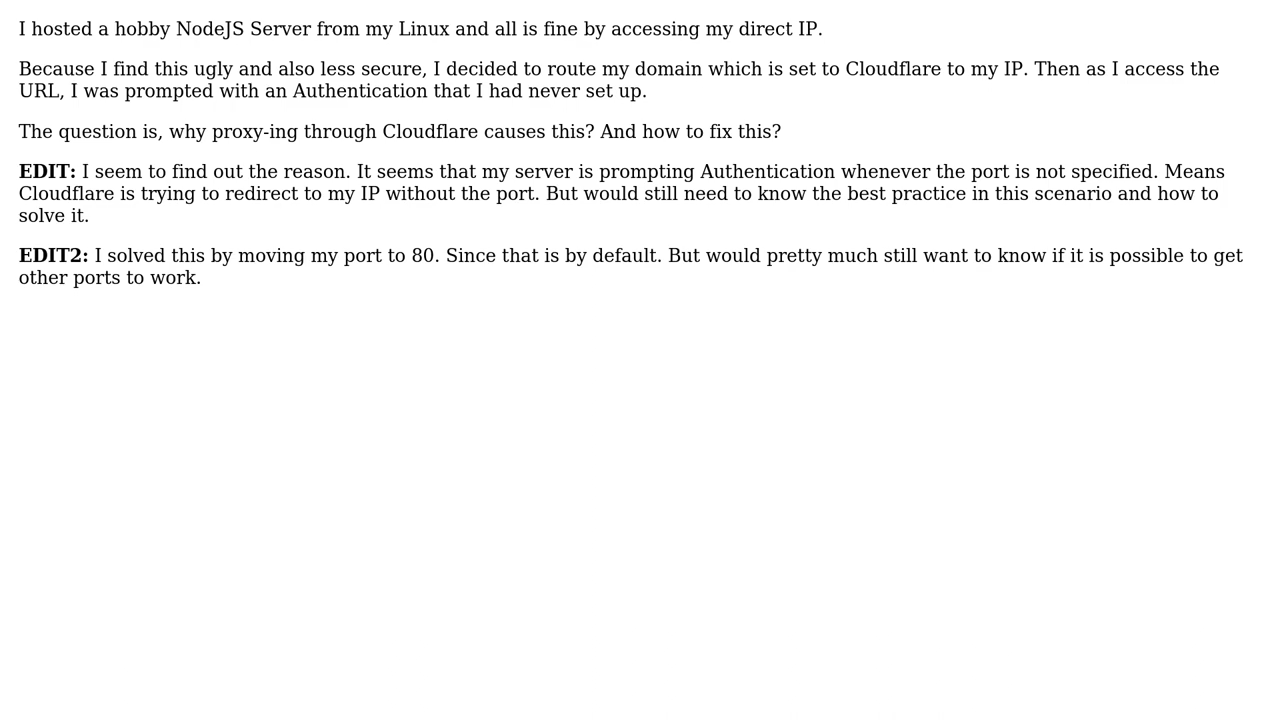 I hosted a hobby NodeJS Server from my Linux and all is fine by accessing my direct IP.
Because I find this ugly and also less secure, I decided to route my domain which is set to Cloudflare to my IP. Then as I access the
URL, I was prompted with an Authentication that I had never set up.
The question is, why proxy-ing through Cloudflare causes this? And how to fix this?
EDIT: I seem to find out the reason. It seems that my server is prompting Authentication whenever the port is not specified. Means
Cloudflare is trying to redirect to my IP without the port. But would still need to know the best practice in this scenario and how to
solve it.
EDIT2: I solved this by moving my port to 80. Since that is by default. But would pretty much still want to know if it is possible to get
other ports to work.